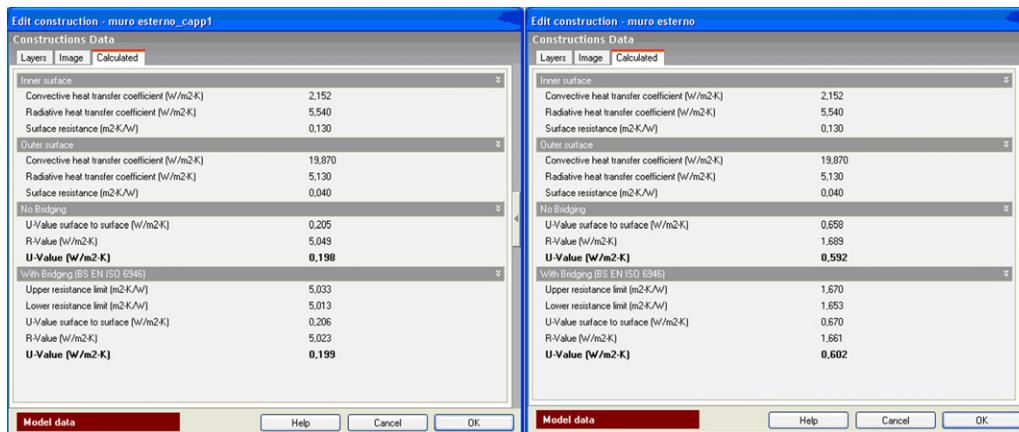 Edit construction - muro esterno_capp1
Constructions Data
Layers Image Calculated
Inner surface
Convective heat transfer coefficient (W/m2-K) 2,152
Radiative heat transfer coefficient (W/m2-K) 5,540
Surface resistance (m2-K/W) 0,130
Outer surface
Convective heat transfer coefficient (W/m2-K) 19,870
Radiative heat transfer coefficient (W/m2-K) 5,130
Surface resistance (m2-K/W) 0,040
No Bridging
U-Value surface to surface (W/m2-K) 0,205
R-Value (W/m2-K) 5,049
U-Value (W/m2-K) 0,198
With Bridging (BS EN ISO 6946)
Upper resistance limit (m2-K/W) 5,033
Lower resistance limit (m2-K/W) 5,013
U-Value surface to surface (W/m2-K) 0,206
R-Value (W/m2-K) 5,023
U-Value (W/m2-K) 0,199
Model data Help Cancel OK
Edit construction - muro esterno
Constructions Data
Layers Image Calculated
Inner surface
Convective heat transfer coefficient (W/m2-K) 2,152
Radiative heat transfer coefficient (W/m2-K) 5,540
Surface resistance (m2-K/W) 0,130
Outer surface
Convective heat transfer coefficient (W/m2-K) 19,870
Radiative heat transfer coefficient (W/m2-K) 5,130
Surface resistance (m2-K/W) 0,040
No Bridging
U-Value surface to surface (W/m2-K) 0,658
R-Value (W/m2-K) 1,689
U-Value (W/m2-K) 0,592
With Bridging (BS EN ISO 6946)
Upper resistance limit (m2-K/W) 1,670
Lower resistance limit (m2-K/W) 1,653
U-Value surface to surface (W/m2-K) 0,670
R-Value (W/m2-K) 1,661
U-Value (W/m2-K) 0,602
Model data Help Cancel OK